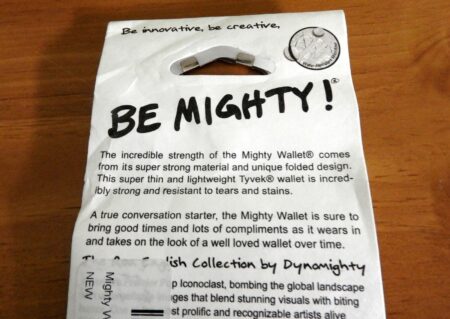 Be innovative, be creative,
BE MIGHTY!®
The incredible strength of the Mighty Wallet® comes
from its super strong material and unique folded design.
This super thin and lightweight Tyvek® wallet is incred-
ibly strong and resistant to tears and stains.
A true conversation starter, the Mighty Wallet is sure to
bring good times and lots of compliments as it wears in
and takes on the look of a well loved wallet over time.
The Ron English Collection by Dynomighty
p Iconoclast, bombing the global landscape
ges that blend stunning visuals with biting
st prolific and recognizable artists alive
Mighty W
NEW